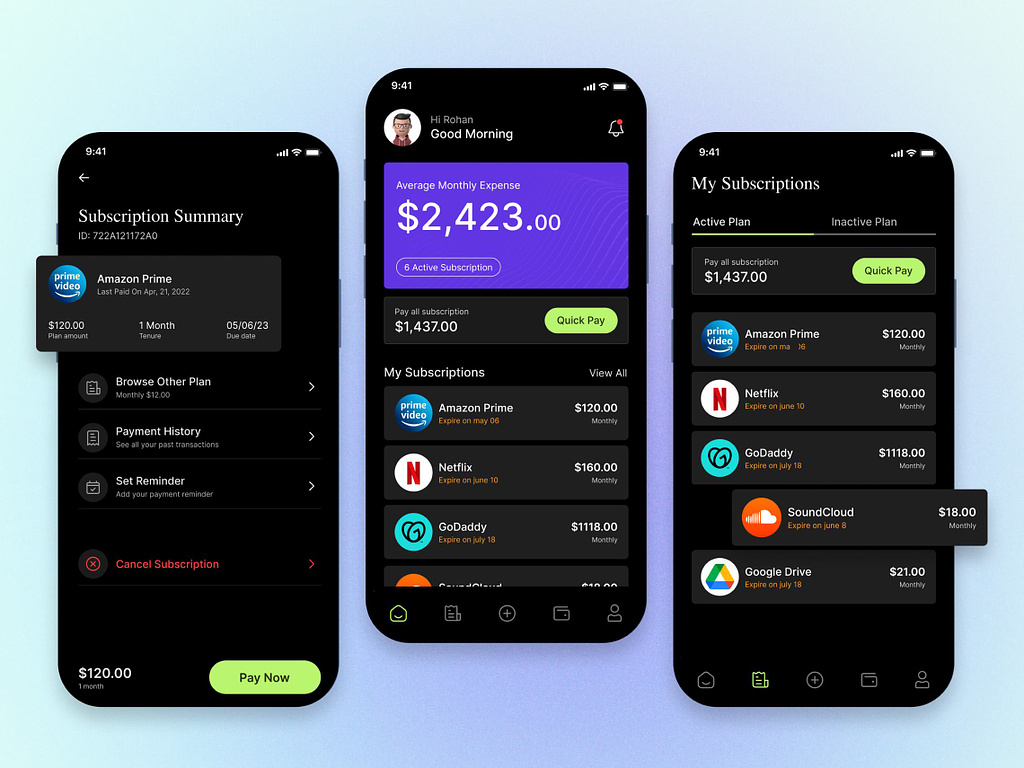 9:41
Subscription Summary
ID: 722A121172A0
prime video
Amazon Prime
Last Paid On Apr, 21, 2022
$120.00
Plan amount
1 Month
Tenure
05/06/23
Due date
Browse Other Plan
Monthly $12.00
Payment History
See all your past transactions
Set Reminder
Add your payment reminder
Cancel Subscription
$120.00
1 month
Pay Now
9:41
Hi Rohan
Good Morning
Average Monthly Expense
$2,423.00
6 Active Subscription
Pay all subscription
$1,437.00
Quick Pay
My Subscriptions
View All
prime video
Amazon Prime
Expire on may 06
$120.00
Monthly
N
Netflix
Expire on june 10
$160.00
Monthly
GoDaddy
Expire on july 18
$1118.00
Monthly
SoundCloud
$18.00
9:41
My Subscriptions
Active Plan
Inactive Plan
Pay all subscription
$1,437.00
Quick Pay
prime video
Amazon Prime
Expire on ma 06
$120.00
Monthly
N
Netflix
Expire on june 10
$160.00
Monthly
GoDaddy
Expire on july 18
$1118.00
Monthly
SoundCloud
Expire on june 8
$18.00
Monthly
Google Drive
Expire on july 18
$21.00
Monthly